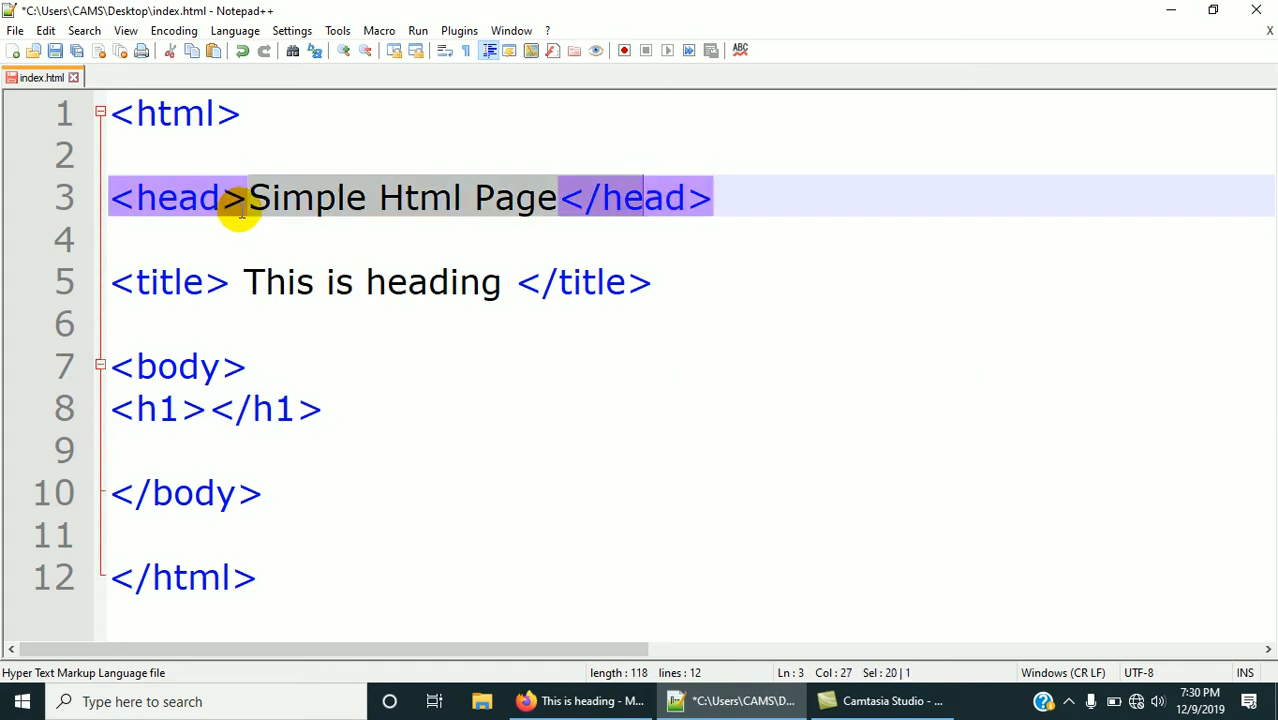 *C:\Users\CAMS\Desktop\index.html - Notepad++
File Edit Search View Encoding Language Settings Tools Macro Run Plugins Window ? X
ABC
index.html
1 <html>
2
3 <head>Simple Html Page</head>
4
5 <title> This is heading </title>
6
7 <body>
8 <h1></h1>
9
10 </body>
11
12 </html>
Hyper Text Markup Language file length : 118 lines : 12 Ln : 3 Col : 27 Sel : 20 | 1 Windows (CR LF) UTF-8 INS
Type here to search This is heading - M... *C:\Users\CAMS\D... Camtasia Studio - ... 7:30 PM
12/9/2019